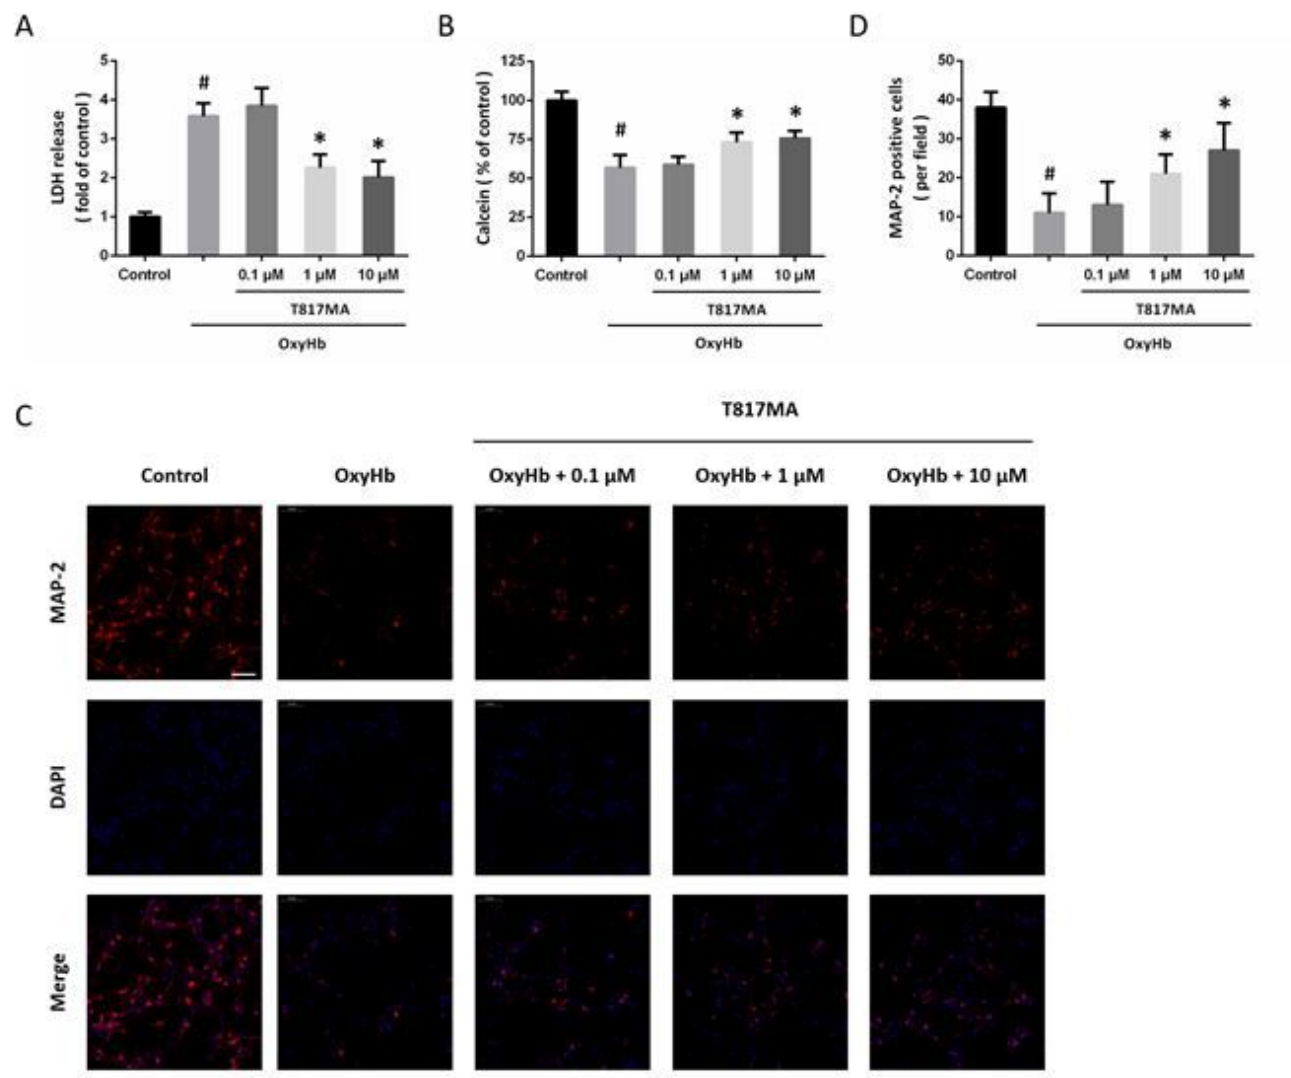 A
LDH release
( fold of control )
5
4
3
2
1
0
#
*
*
Control
0.1 μM
1 μM
10 μM
T817MA
OxyHb
B
Calcein ( % of control )
125
100
75
50
25
0
#
*
*
Control
0.1 μM
1 μM
10 μM
T817MA
OxyHb
D
MAP-2 positive cells
( per field )
50
40
30
20
10
0
#
*
*
Control
0.1 μM
1 μM
10 μM
T817MA
OxyHb
C
T817MA
Control
OxyHb
OxyHb + 0.1 μM
OxyHb + 1 μM
OxyHb + 10 μM
MAP-2
DAPI
Merge